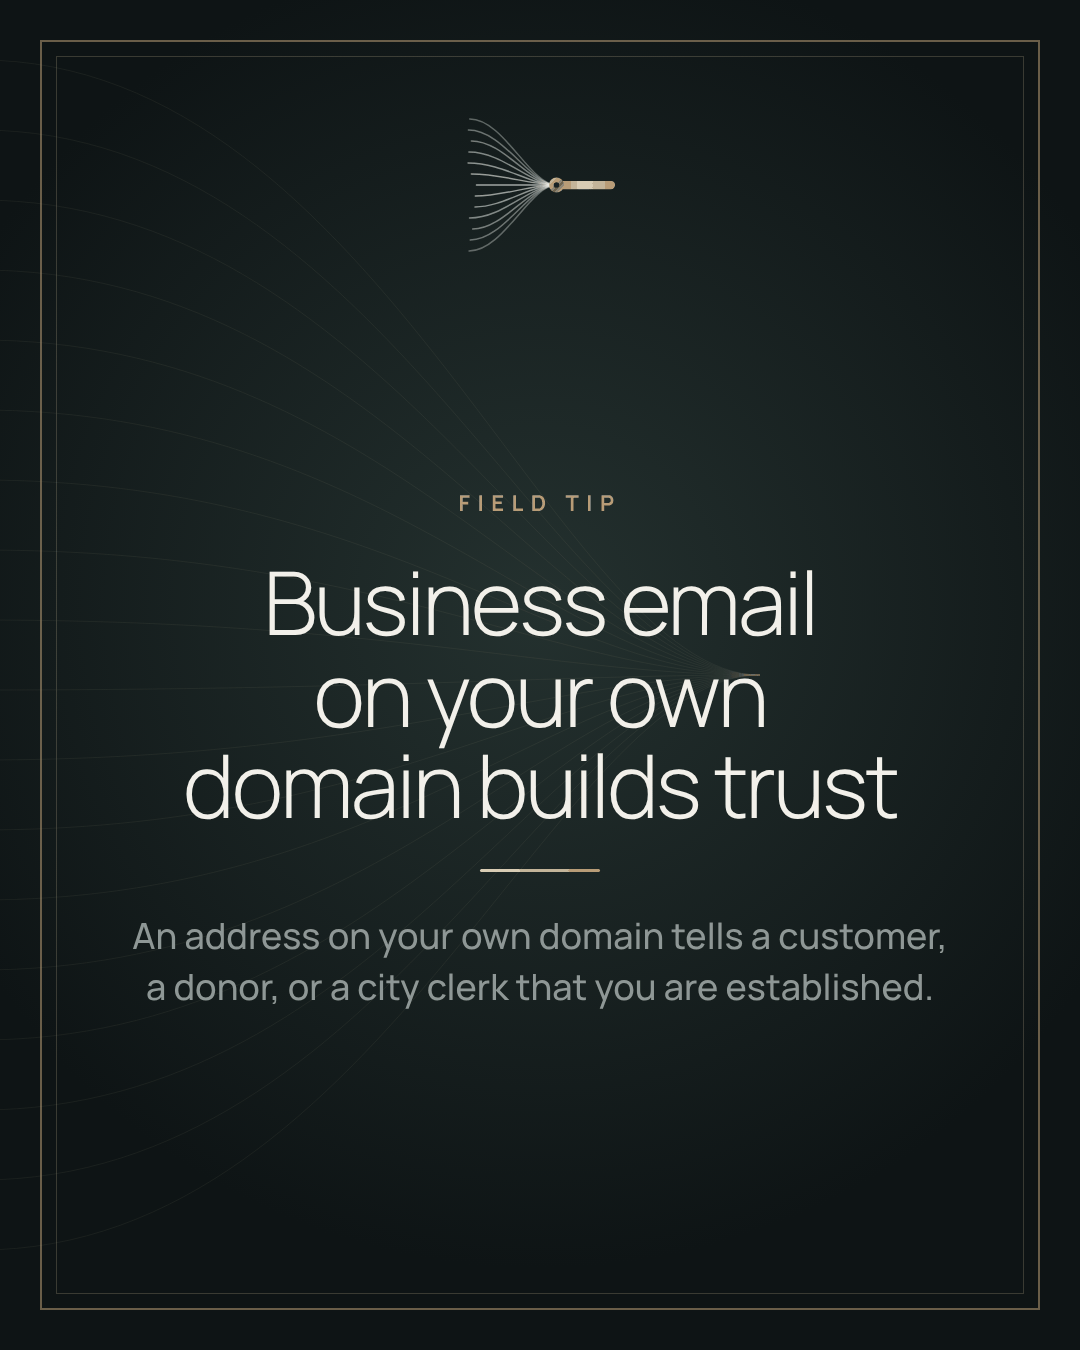 FIELD TIP
Business email
on your own
domain builds trust
An address on your own domain tells a customer,
a donor, or a city clerk that you are established.